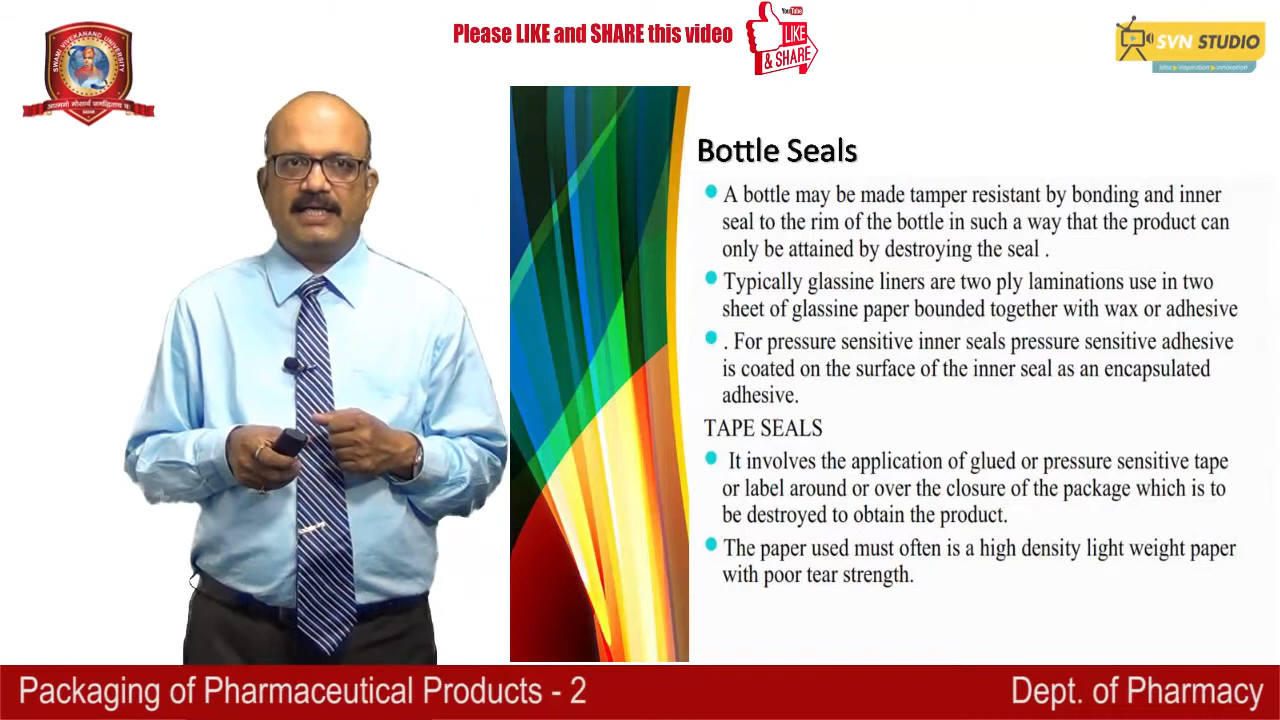 Please LIKE and SHARE this video
YouTube
LIKE
& SHARE
SVN STUDIO
SWAMI VIVEKANAND UNIVERSITY
Bottle Seals
A bottle may be made tamper resistant by bonding and inner
seal to the rim of the bottle in such a way that the product can
only be attained by destroying the seal .
Typically glassine liners are two ply laminations use in two
sheet of glassine paper bounded together with wax or adhesive
. For pressure sensitive inner seals pressure sensitive adhesive
is coated on the surface of the inner seal as an encapsulated
adhesive.
TAPE SEALS
It involves the application of glued or pressure sensitive tape
or label around or over the closure of the package which is to
be destroyed to obtain the product.
The paper used must often is a high density light weight paper
with poor tear strength.
Packaging of Pharmaceutical Products - 2
Dept. of Pharmacy